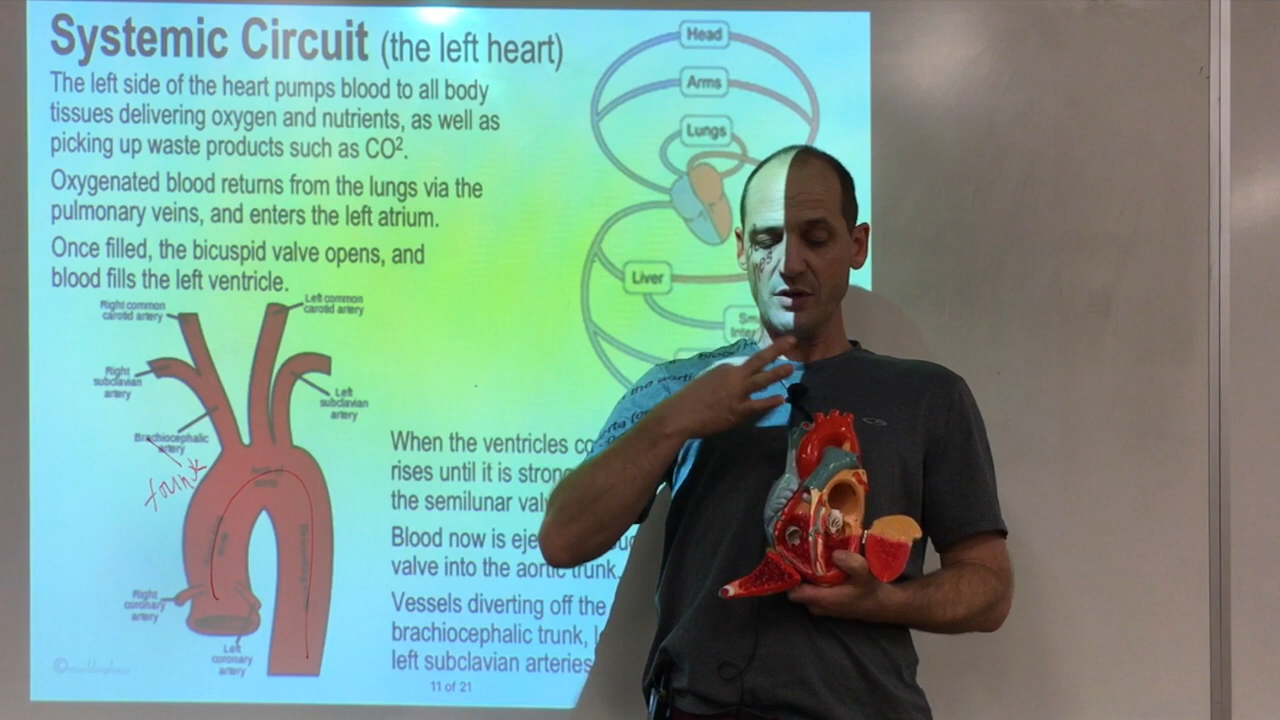 Systemic Circuit (the left heart)
The left side of the heart pumps blood to all body
tissues delivering oxygen and nutrients, as well as
picking up waste products such as CO².
Oxygenated blood returns from the lungs via the
pulmonary veins, and enters the left atrium.
Once filled, the bicuspid valve opens, and
blood fills the left ventricle.
Head
Arms
Lungs
Liver
Right common
carotid artery
Left common
carotid artery
Right
subclavian
artery
Left
subclavian
artery
Brachiocephalic
artery
Right
coronary
artery
Left
coronary
artery
When the ventricles co
rises until it is strong
the semilunar val
Blood now is eje
valve into the aortic trunk.
Vessels diverting off the
brachiocephalic trunk, l
left subclavian arteries
11 of 21